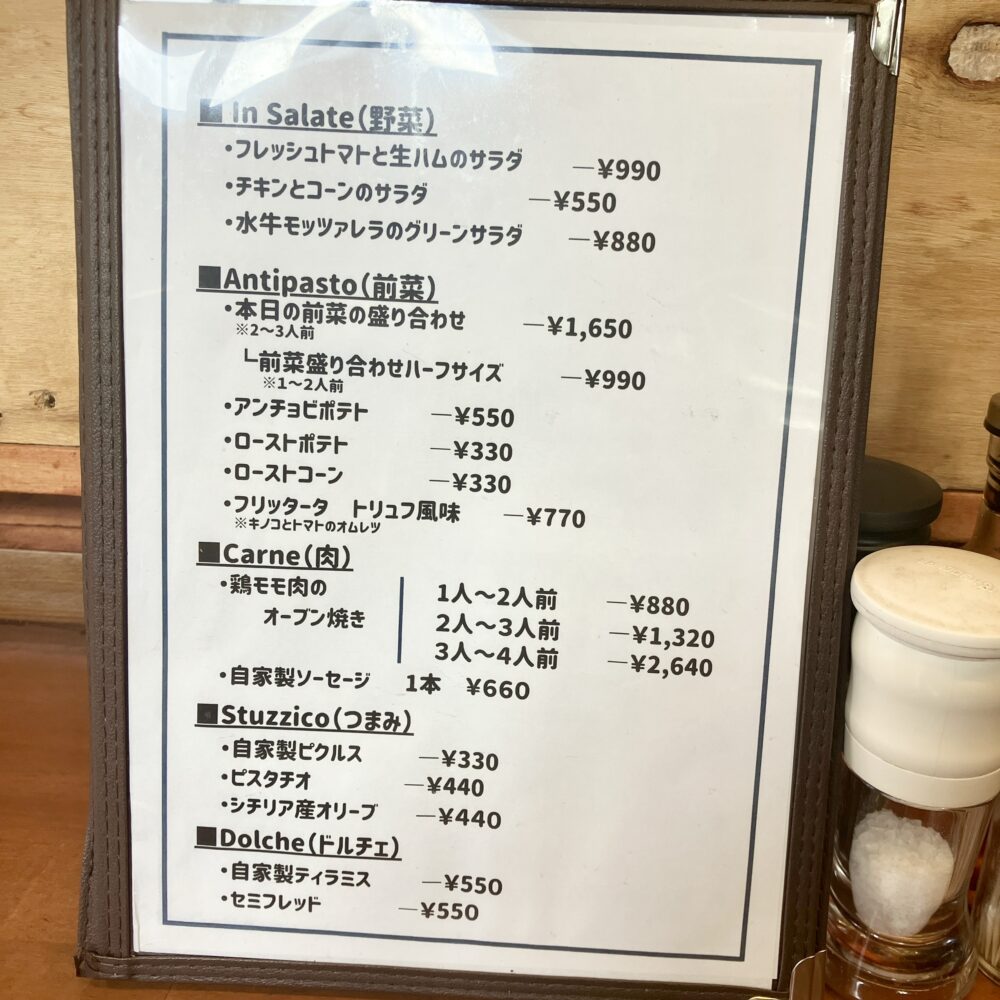 ■In Salate(野菜)
・フレッシュトマトと生ハムのサラダ —¥990
・チキンとコーンのサラダ —¥550
・水牛モッツァレラのグリーンサラダ —¥880
■Antipasto(前菜)
・本日の前菜の盛り合わせ —¥1,650
※2〜3人前
└前菜盛り合わせハーフサイズ —¥990
※1〜2人前
・アンチョビポテト —¥550
・ローストポテト —¥330
・ローストコーン —¥330
・フリッタータ トリュフ風味 —¥770
※キノコとトマトのオムレツ
■Carne(肉)
・鶏モモ肉の
オーブン焼き
1人〜2人前 —¥880
2人〜3人前 —¥1,320
3人〜4人前 —¥2,640
・自家製ソーセージ 1本 ¥660
■Stuzzico(つまみ)
・自家製ピクルス —¥330
・ピスタチオ —¥440
・シチリア産オリーブ —¥440
■Dolche(ドルチェ)
・自家製ティラミス —¥550
・セミフレッド —¥550